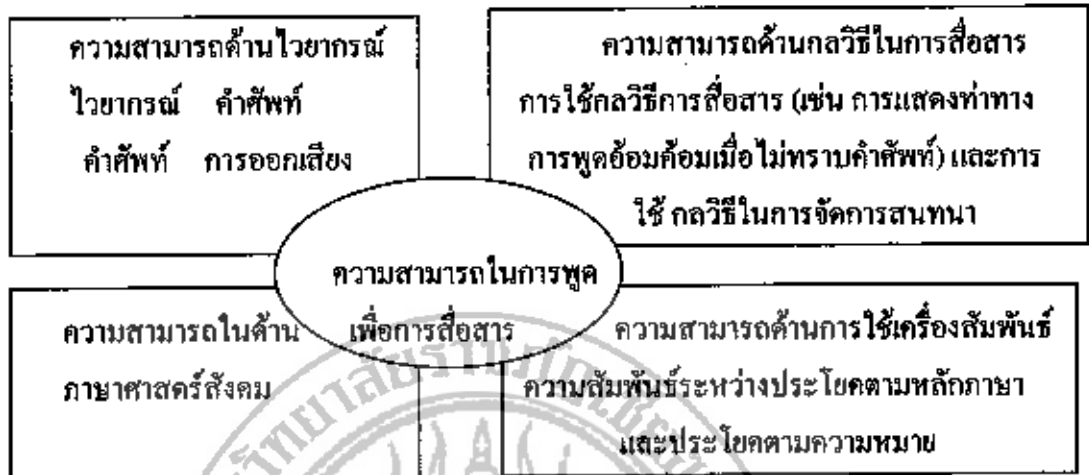 ความสามารถด้านไวยากรณ์
ไวยากรณ์ คำศัพท์
คำศัพท์ การออกเสียง
ความสามารถด้านกลวิธีในการสื่อสาร
การใช้กลวิธีการสื่อสาร (เช่น การแสดงท่าทาง
การพูดอ้อมค้อมเมื่อไม่ทราบคำศัพท์) และการ
ใช้ กลวิธีในการจัดการสนทนา
ความสามารถในการพูด
เพื่อการสื่อสาร
ความสามารถในด้าน
ภาษาศาสตร์สังคม
ความสามารถด้านการใช้เครื่องสัมพันธ์
ความสัมพันธ์ระหว่างประโยคตามหลักภาษา
และประโยคตามความหมาย